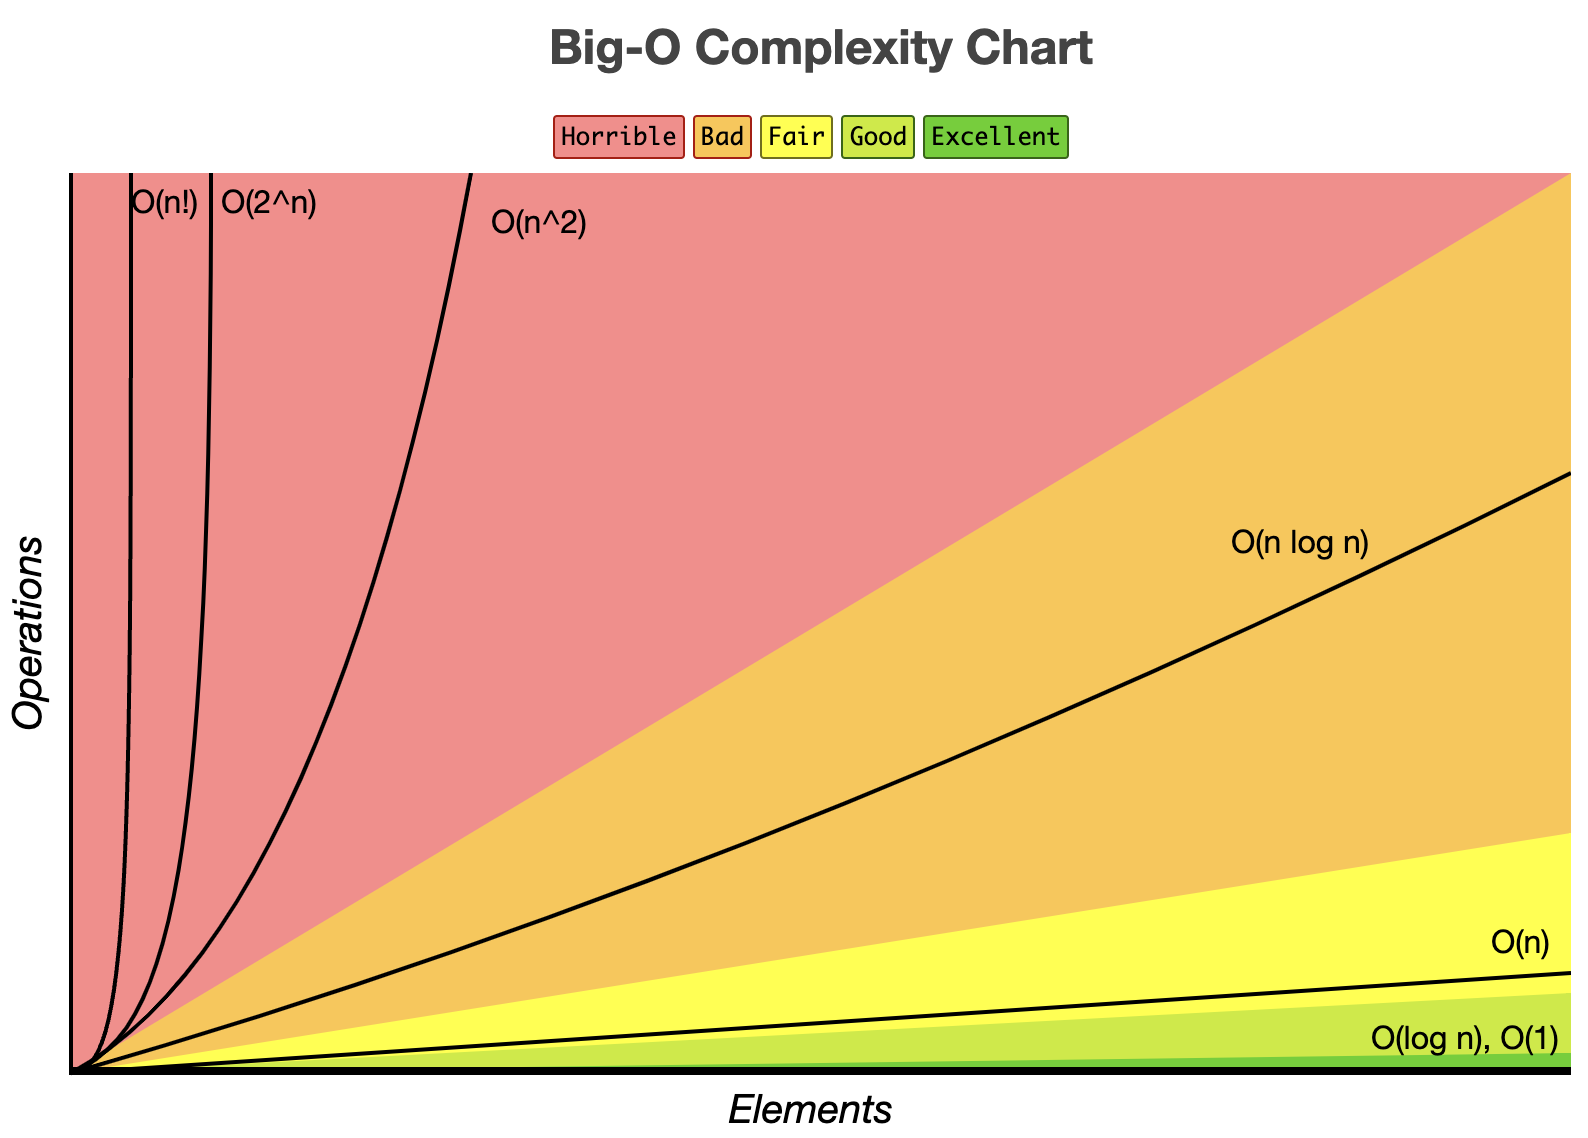 Big-O Complexity Chart
Horrible Bad Fair Good Excellent
O(n!) O(2^n)
O(n^2)
O(n log n)
O(n)
O(log n), O(1)
Operations
Elements